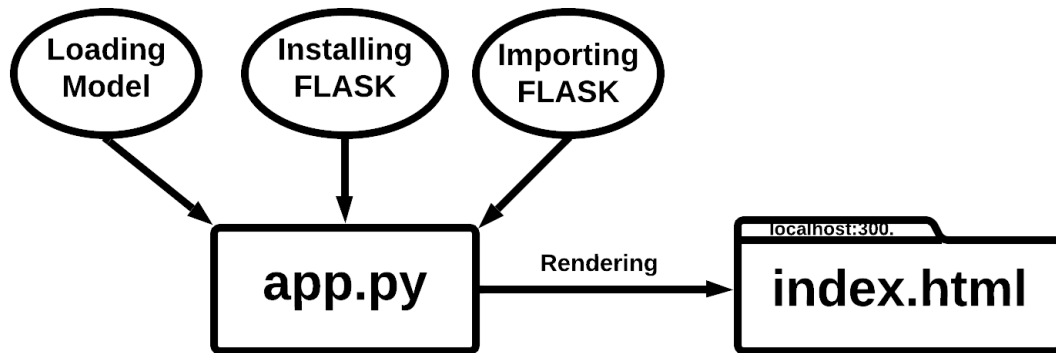 Loading
Model
Installing
FLASK
Importing
FLASK
localhost:300.
app.py
Rendering
index.html